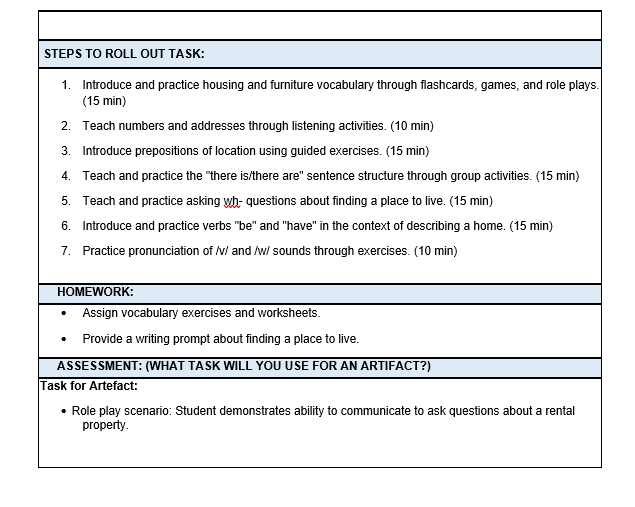 STEPS TO ROLL OUT TASK:
1. Introduce and practice housing and furniture vocabulary through flashcards, games, and role plays.
(15 min)
2. Teach numbers and addresses through listening activities. (10 min)
3. Introduce prepositions of location using guided exercises. (15 min)
4. Teach and practice the "there is/there are" sentence structure through group activities. (15 min)
5. Teach and practice asking wh- questions about finding a place to live. (15 min)
6. Introduce and practice verbs "be" and "have" in the context of describing a home. (15 min)
7. Practice pronunciation of /v/ and /w/ sounds through exercises. (10 min)
HOMEWORK:
• Assign vocabulary exercises and worksheets.
• Provide a writing prompt about finding a place to live.
ASSESSMENT: (WHAT TASK WILL YOU USE FOR AN ARTIFACT?)
Task for Artefact:
• Role play scenario: Student demonstrates ability to communicate to ask questions about a rental
property.